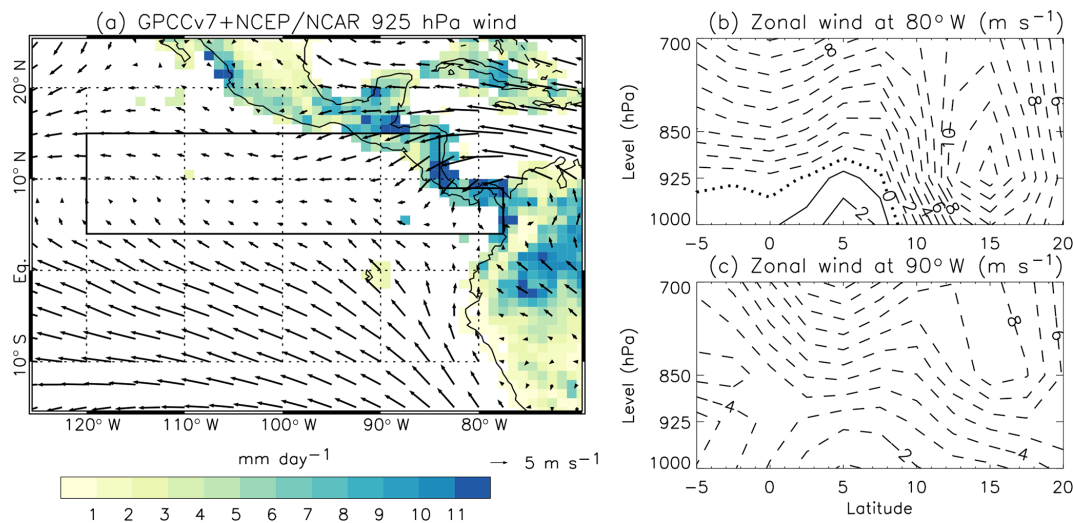 (a) GPCCv7+NCEP/NCAR 925 hPa wind
20° N
10° N
Eq.
10° S
120° W 110° W 100° W 90° W 80° W
mm day⁻¹
5 m s⁻¹
1 2 3 4 5 6 7 8 9 10 11
(b) Zonal wind at 80° W (m s⁻¹)
Level (hPa)
700
850
925
1000
8
10
8
6
0
2
2
4
6
8
-5 0 5 10 15 20
(c) Zonal wind at 90° W (m s⁻¹)
Level (hPa)
700
850
925
1000
8
6
4
2
4
-5 0 5 10 15 20
Latitude